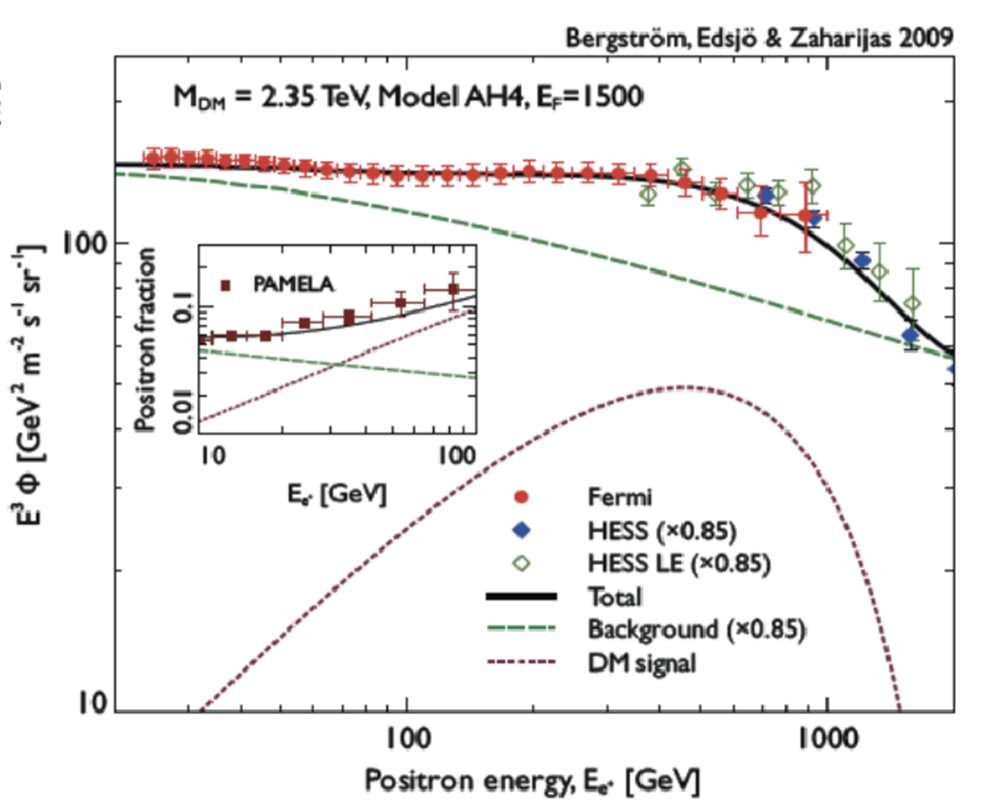 Bergström, Edsjö & Zaharijas 2009
M_DM = 2.35 TeV, Model AH4, E_F=1500
E³ Φ [GeV² m⁻² s⁻¹ sr⁻¹]
100
10
Positron fraction
0.1
0.01
PAMELA
10
100
E_e⁺ [GeV]
Fermi
HESS (×0.85)
HESS LE (×0.85)
Total
Background (×0.85)
DM signal
100
1000
Positron energy, E_e⁺ [GeV]